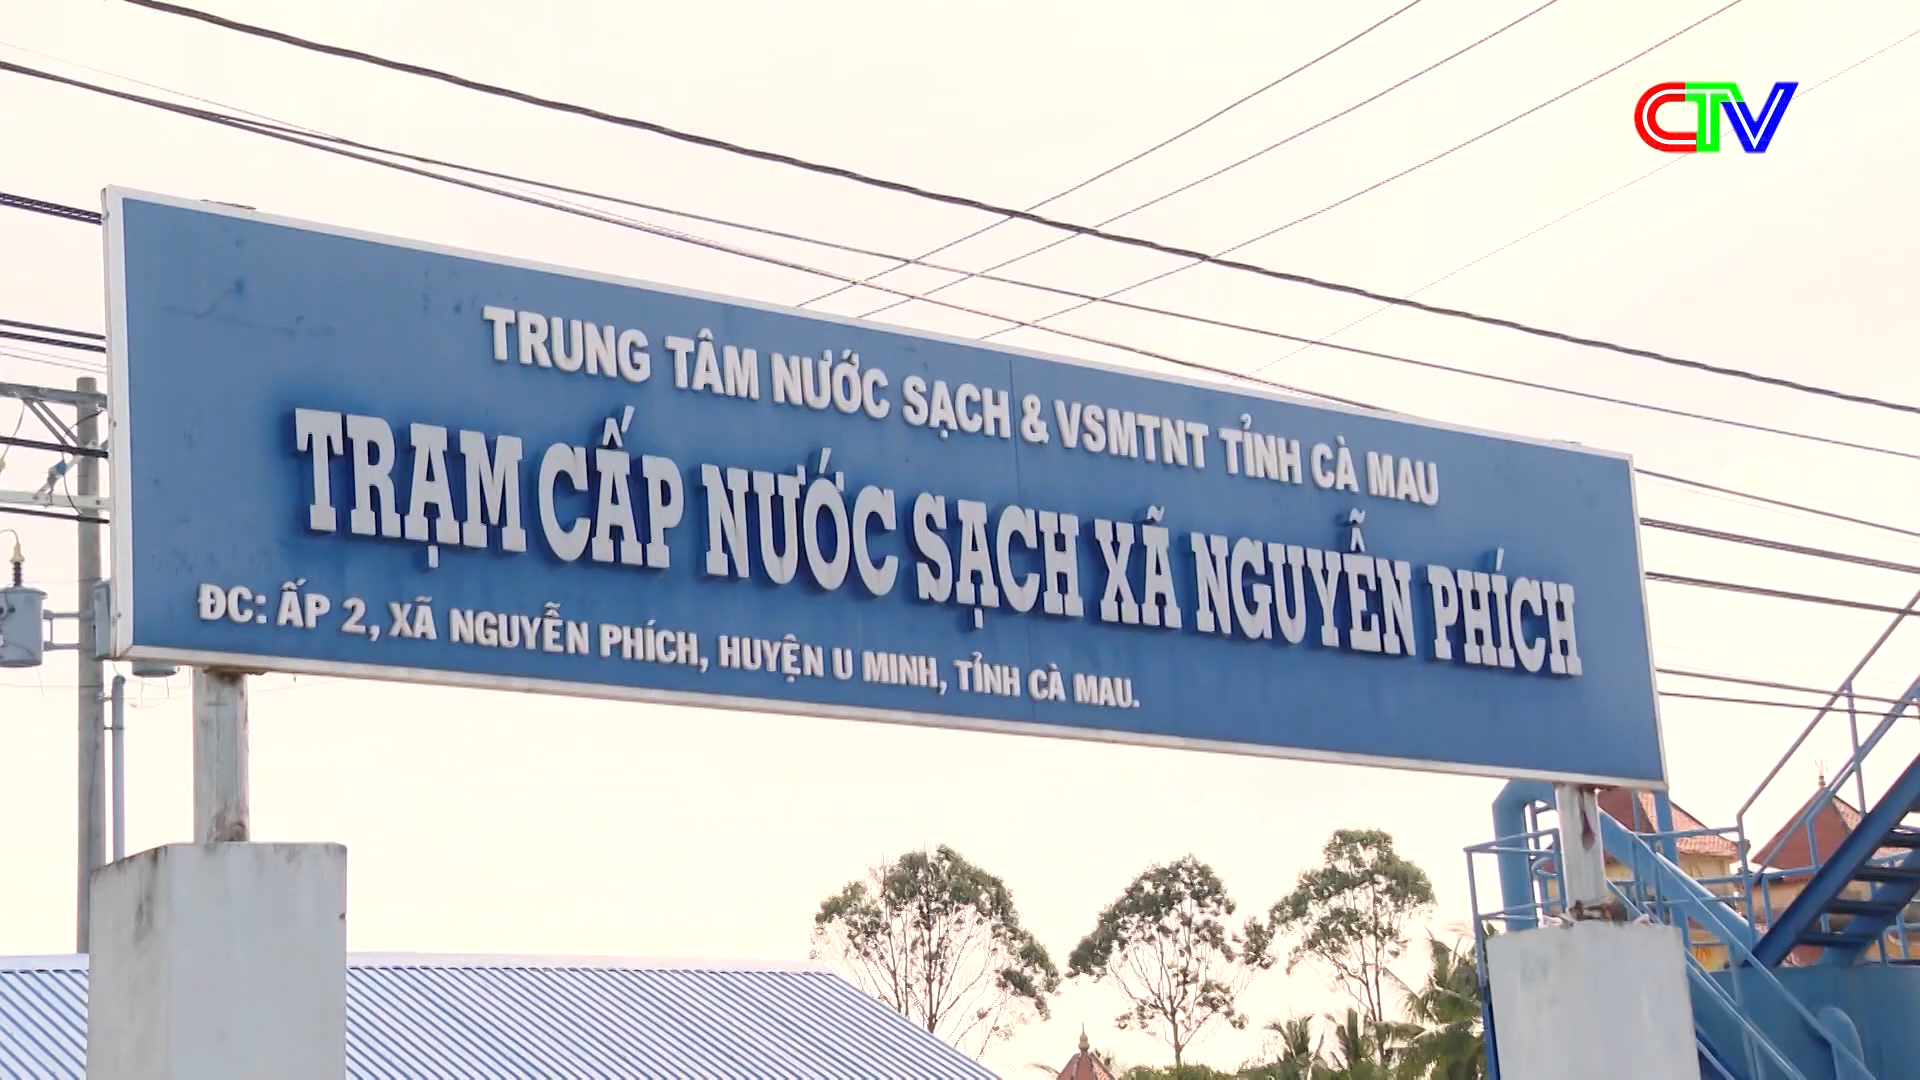 CTV
TRUNG TÂM NƯỚC SẠCH & VSMTNT TỈNH CÀ MAU
TRẠM CẤP NƯỚC SẠCH XÃ NGUYỄN PHÍCH
ĐC: ẤP 2, XÃ NGUYỄN PHÍCH, HUYỆN U MINH, TỈNH CÀ MAU.